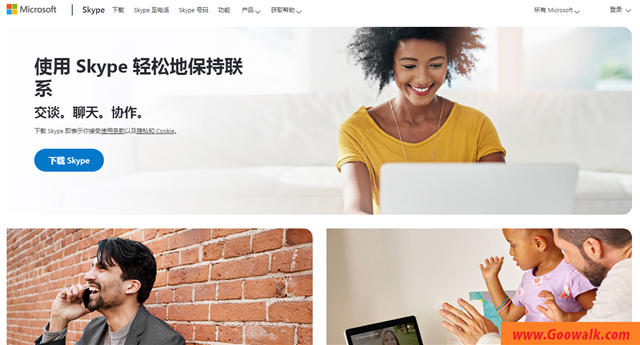 Microsoft Skype 下载 Skype 至电话 Skype 号码 功能 产品 获取帮助 所有 Microsoft 登录
使用 Skype 轻松地保持联
系
交谈。聊天。协作。
下载 Skype 即表示你接受使用条款以及隐私和 Cookie。
下载 Skype
www.Goowalk.com